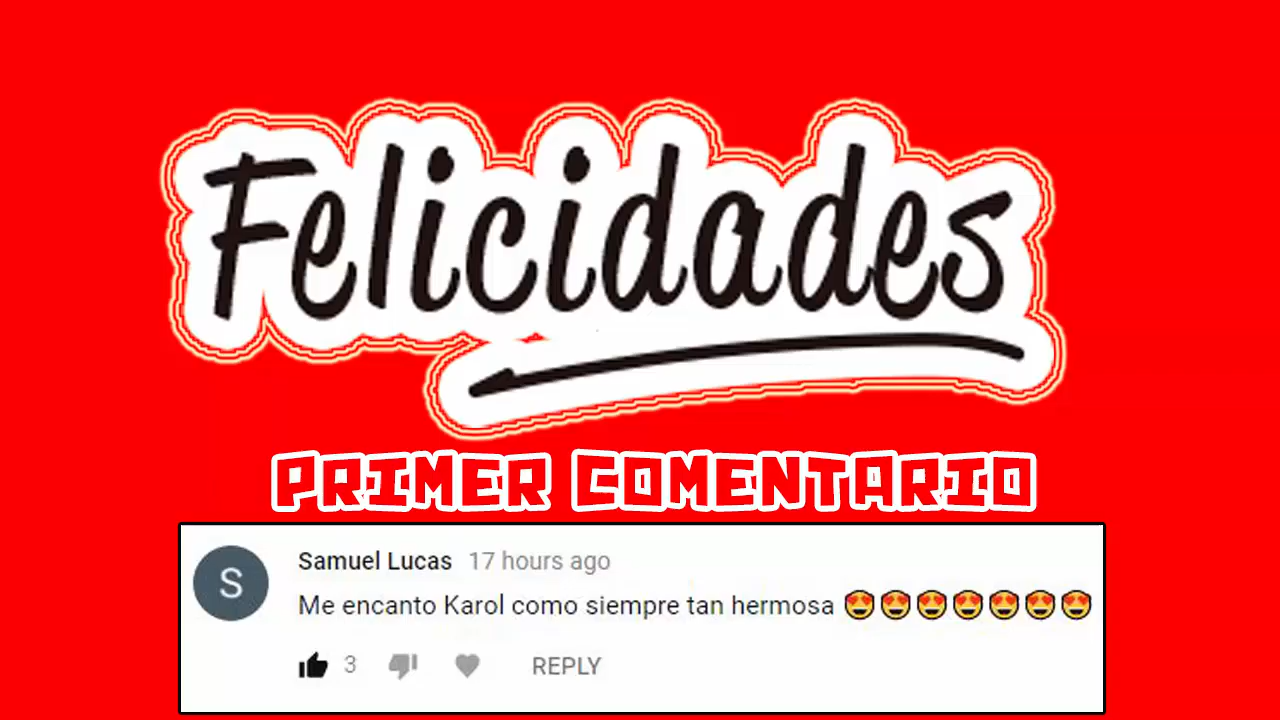 Felicidades
PRIMER COMENTARIO
S
Samuel Lucas 17 hours ago
Me encanto Karol como siempre tan hermosa 😍😍😍😍😍😍😍
3 REPLY